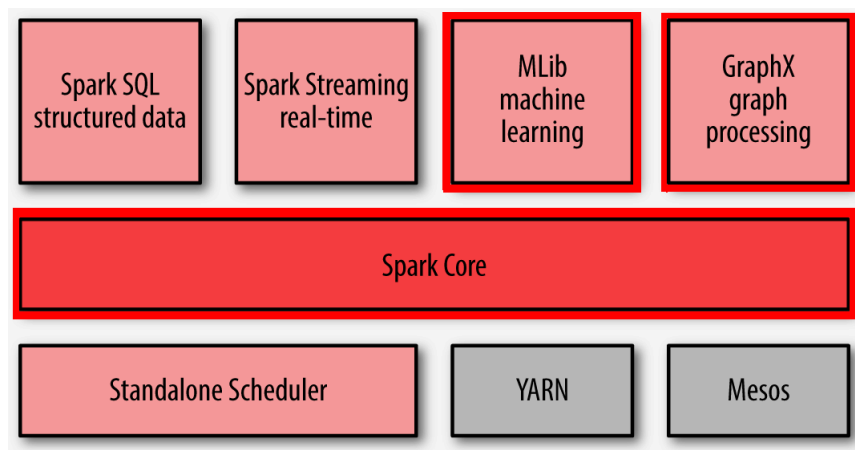 Spark SQL
structured data
Spark Streaming
real-time
MLib
machine
learning
GraphX
graph
processing
Spark Core
Standalone Scheduler
YARN
Mesos